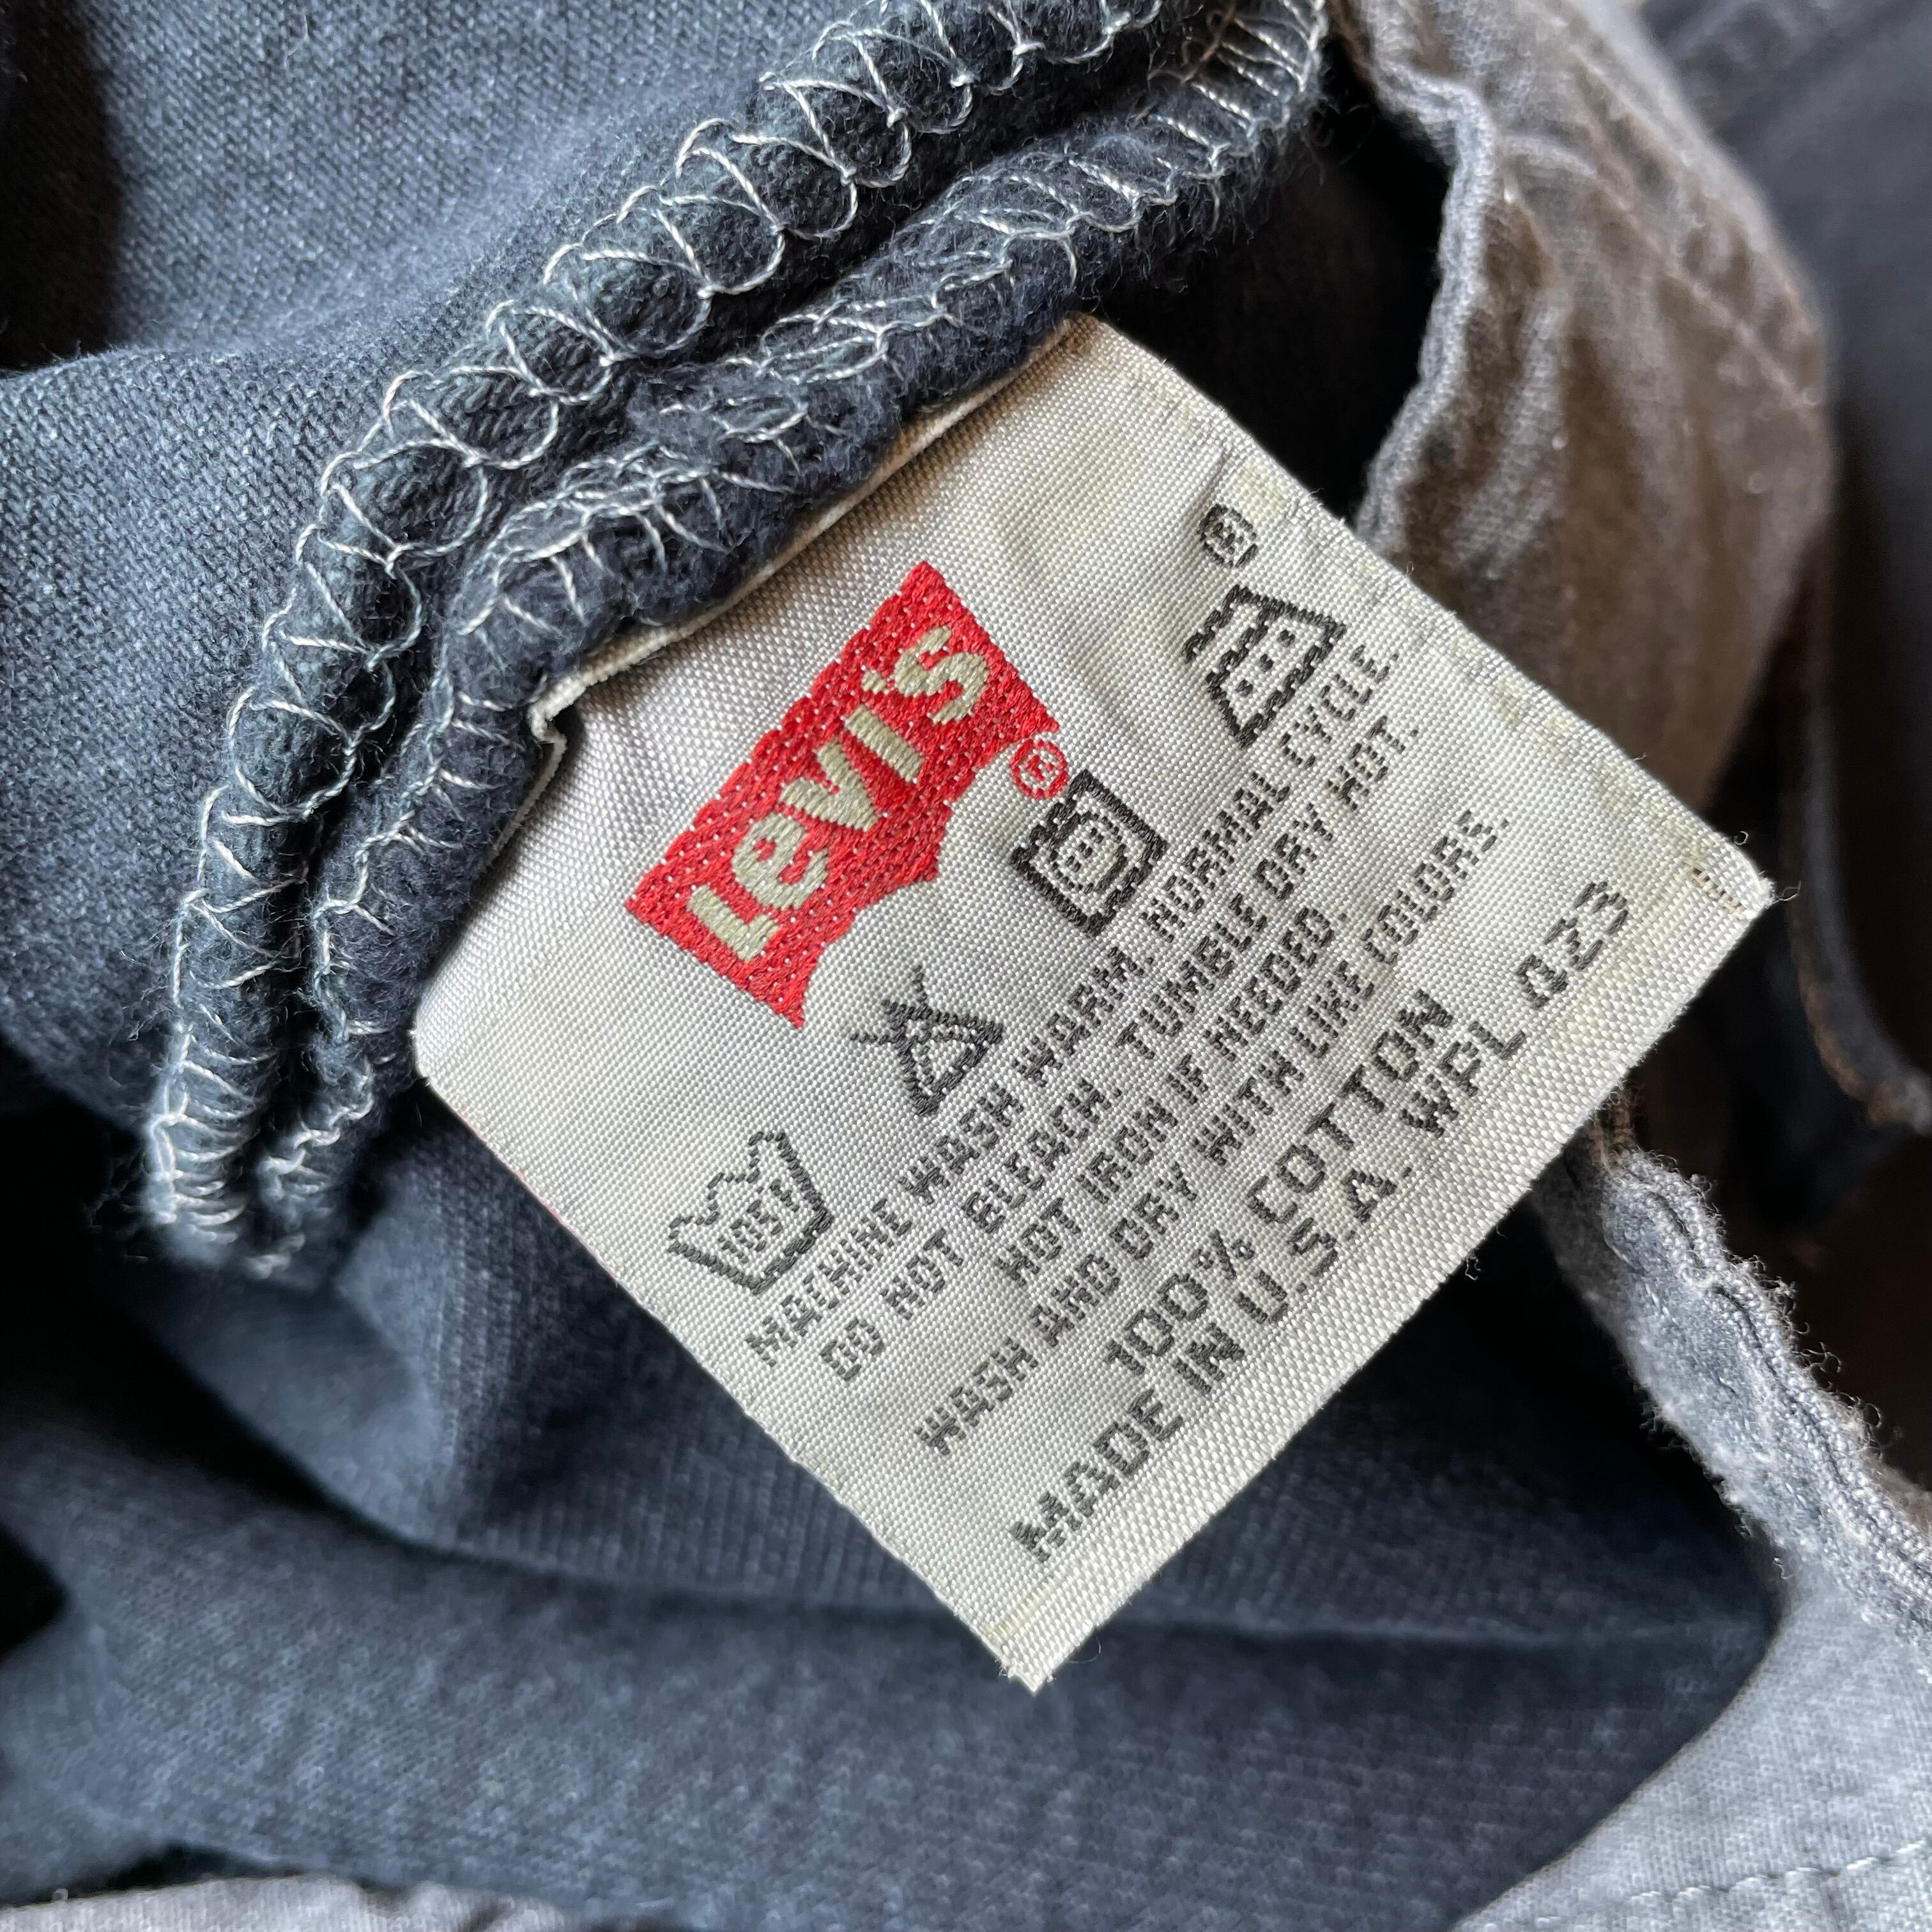 Levi's ®
105F
MACHINE WASH WARM. NORMAL CYCLE.
DO NOT BLEACH. TUMBLE DRY HOT.
HOT IRON IF NEEDED.
WASH AND DRY WITH LIKE COLORS.
100% COTTON
MADE IN U.S.A. WPL 423